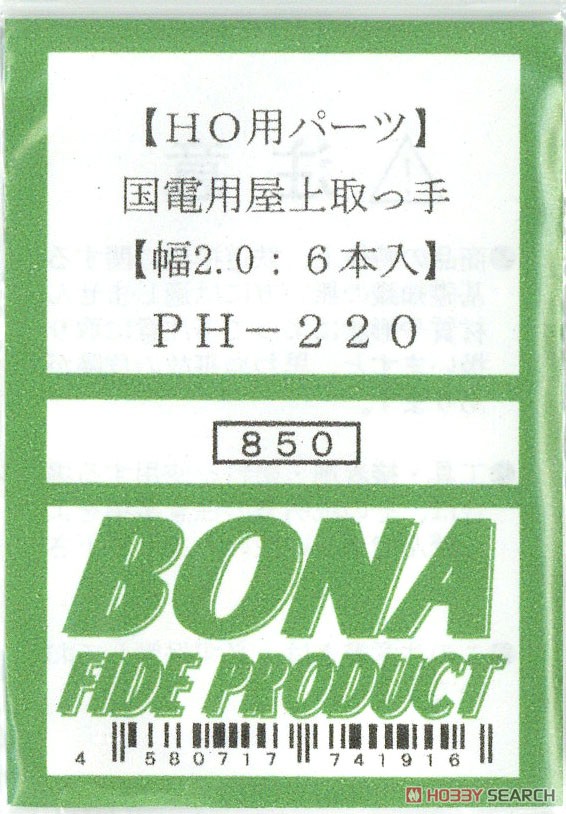 【HO用パーツ】
国電用屋上取っ手
【幅2.0：6本入】
PH-220
850
BONA
FIDE PRODUCT
4 580717 741916
HOBBY SEARCH